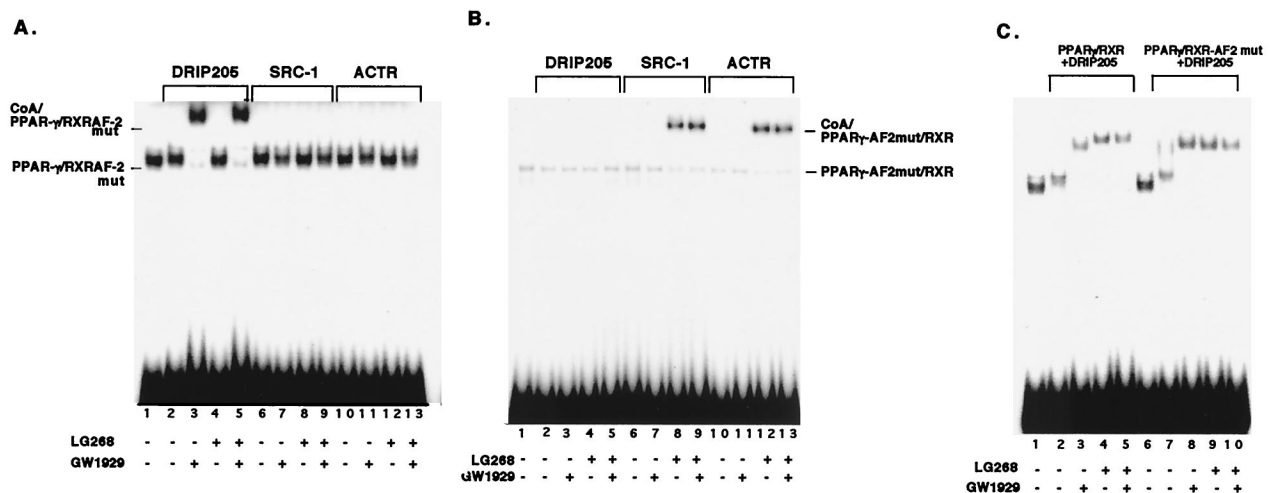 A.
DRIP205 SRC-1 ACTR
CoA/
PPAR-γ/RXRAF-2
mut
PPAR-γ/RXRAF-2
mut
1 2 3 4 5 6 7 8 9 10 11 12 13
LG268 - - - + + - - + + - - + +
GW1929 - - + - + - + - + - + - +
B.
DRIP205 SRC-1 ACTR
CoA/
PPARγ-AF2mut/RXR
PPARγ-AF2mut/RXR
1 2 3 4 5 6 7 8 9 10 11 12 13
LG268 - - - + + - - + + - - + +
GW1929 - - + - + - + - + - + - +
C.
PPARγ/RXR
+DRIP205
PPARγ/RXR-AF2 mut
+DRIP205
1 2 3 4 5 6 7 8 9 10
LG268 - - - + + - - - + +
GW1929 - - + - + - - + - +